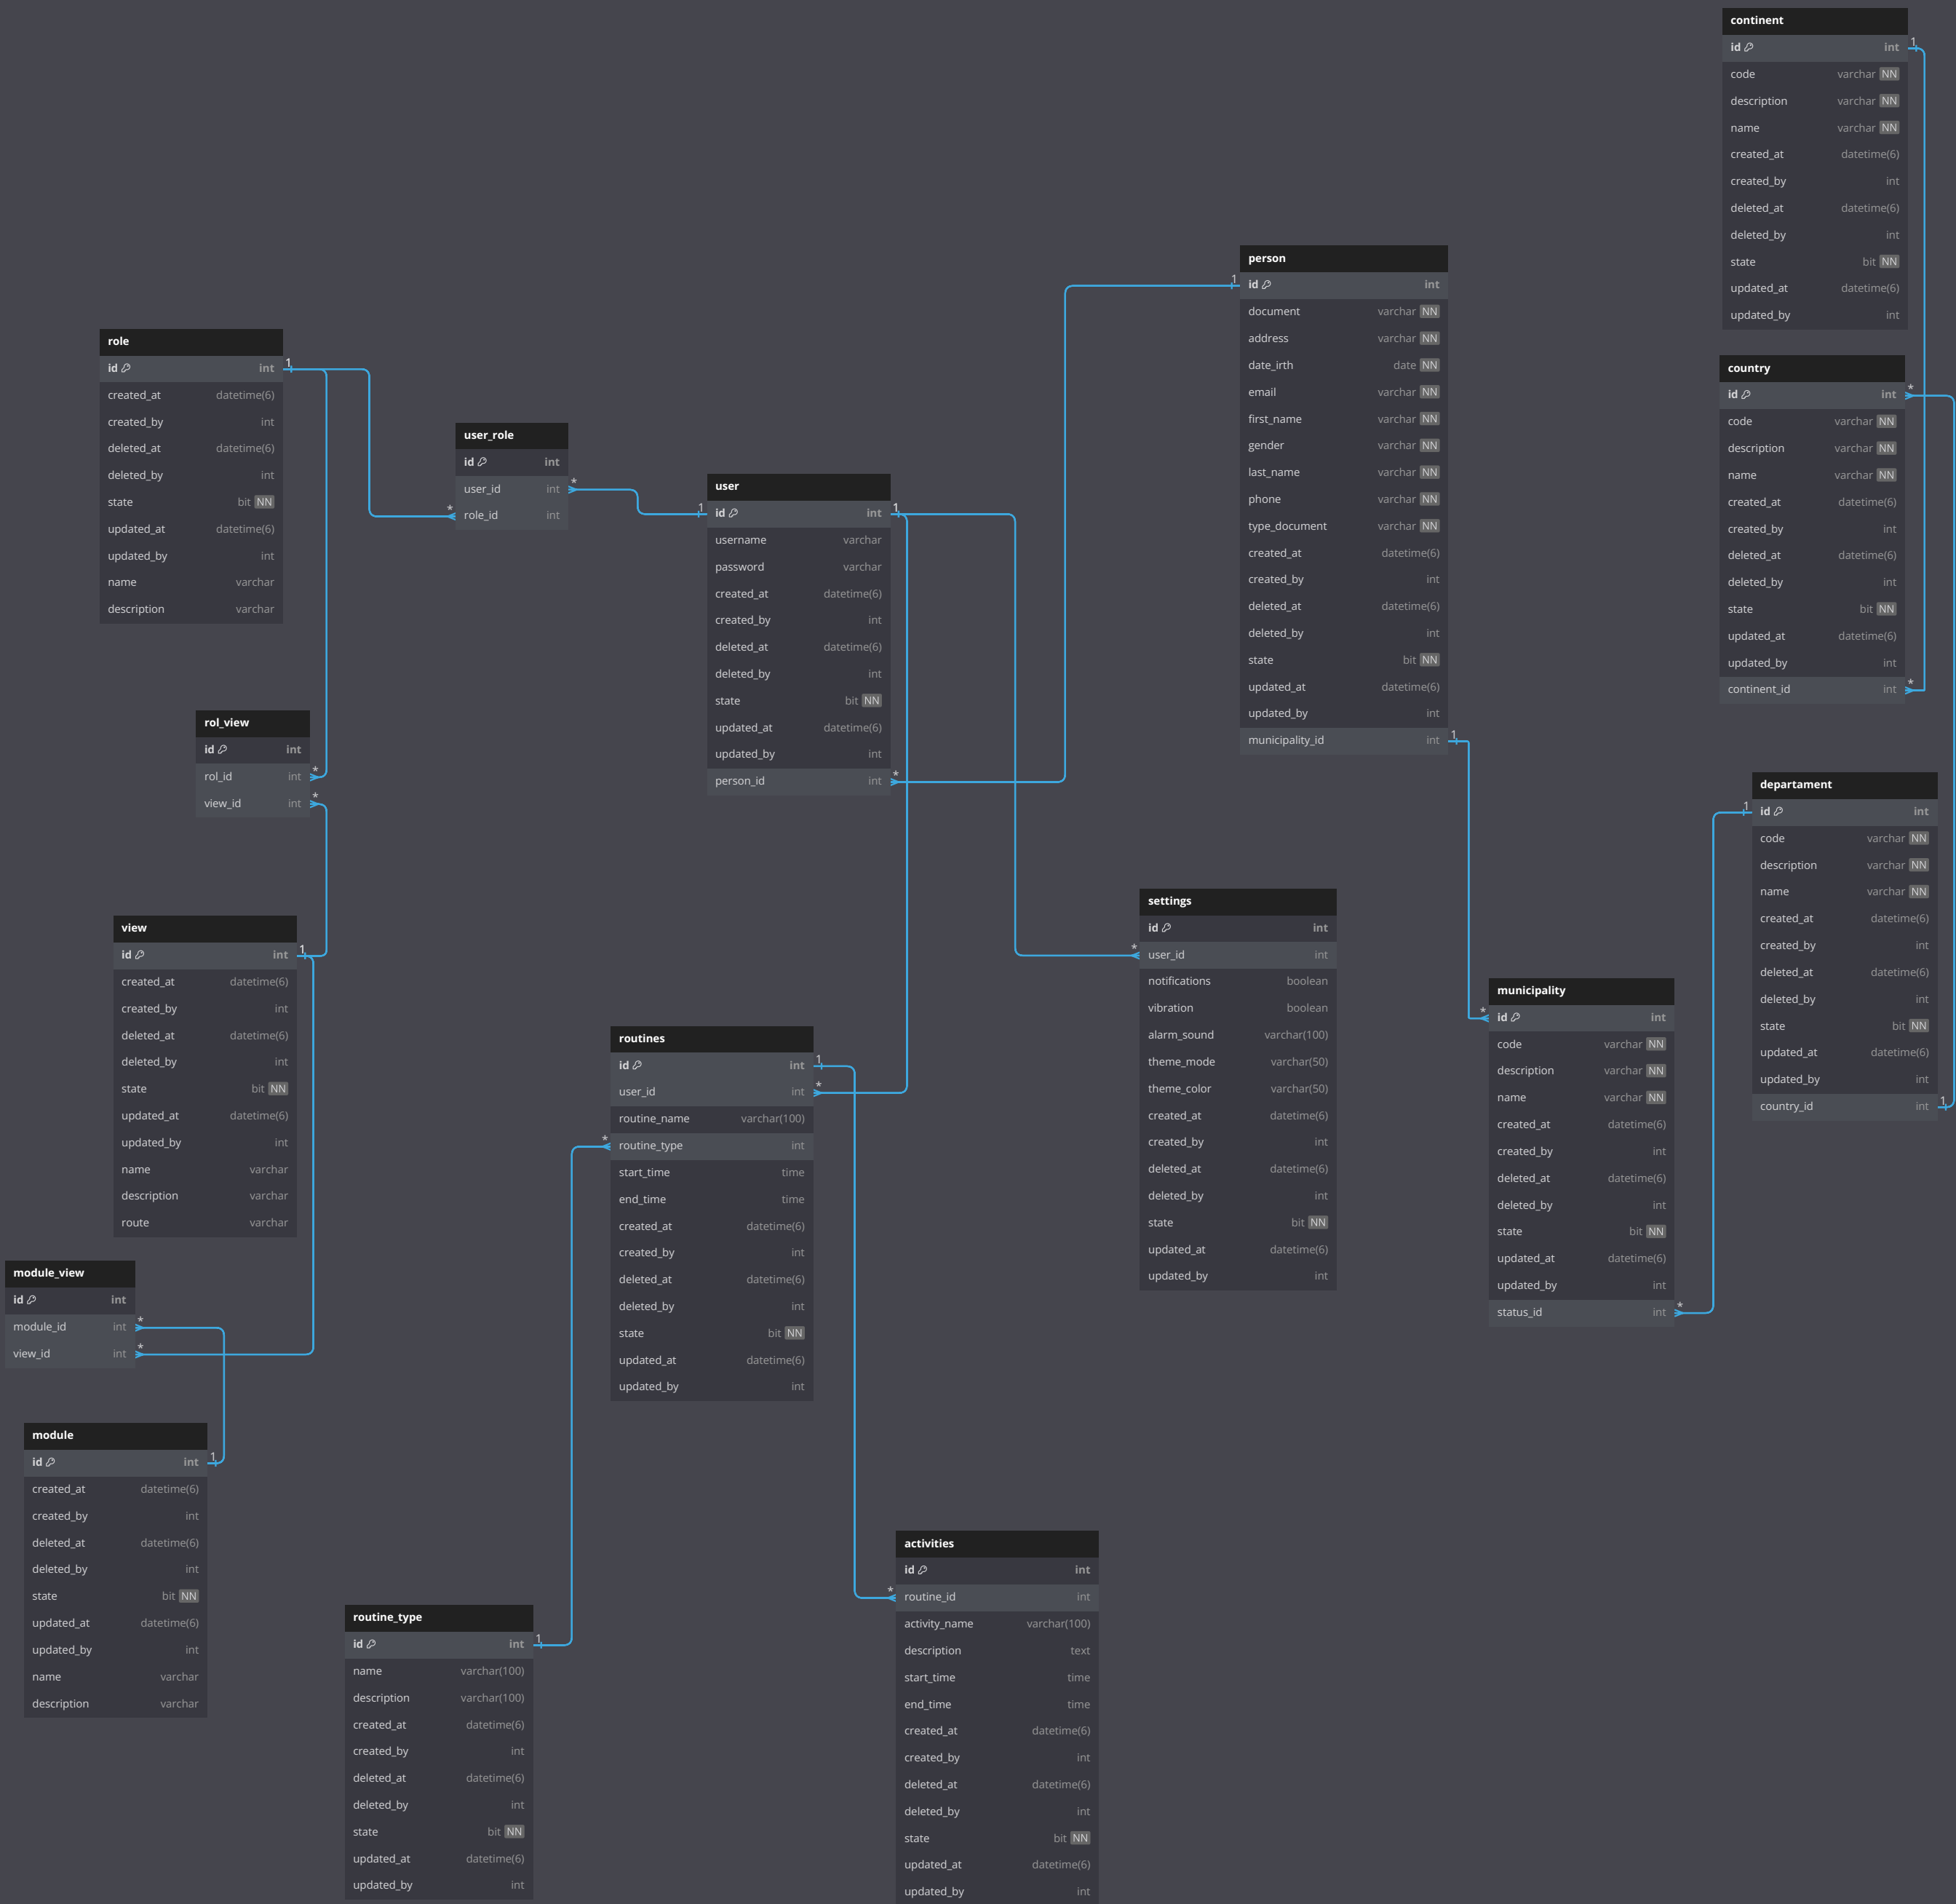 continent
id int
code varchar NN
description varchar NN
name varchar NN
created_at datetime(6)
created_by int
deleted_at datetime(6)
deleted_by int
state bit NN
updated_at datetime(6)
updated_by int
1
person
1
id int
document varchar NN
address varchar NN
date_irth date NN
email varchar NN
first_name varchar NN
gender varchar NN
last_name varchar NN
phone varchar NN
type_document varchar NN
created_at datetime(6)
created_by int
deleted_at datetime(6)
deleted_by int
state bit NN
updated_at datetime(6)
updated_by int
municipality_id int
1
country
id int
*
code varchar NN
description varchar NN
name varchar NN
created_at datetime(6)
created_by int
deleted_at datetime(6)
deleted_by int
state bit NN
updated_at datetime(6)
updated_by int
continent_id int
*
role
id int
1
created_at datetime(6)
created_by int
deleted_at datetime(6)
deleted_by int
state bit NN
updated_at datetime(6)
updated_by int
name varchar
description varchar
user_role
id int
user_id int
*
*
role_id int
user
1
id int
1
username varchar
password varchar
created_at datetime(6)
created_by int
deleted_at datetime(6)
deleted_by int
state bit NN
updated_at datetime(6)
updated_by int
person_id int
*
rol_view
id int
rol_id int
*
view_id int
*
departament
1
id int
code varchar NN
description varchar NN
name varchar NN
created_at datetime(6)
created_by int
deleted_at datetime(6)
deleted_by int
state bit NN
updated_at datetime(6)
updated_by int
country_id int
1
view
id int
1
created_at datetime(6)
created_by int
deleted_at datetime(6)
deleted_by int
state bit NN
updated_at datetime(6)
updated_by int
name varchar
description varchar
route varchar
settings
id int
*
user_id int
notifications boolean
vibration boolean
alarm_sound varchar(100)
theme_mode varchar(50)
theme_color varchar(50)
created_at datetime(6)
created_by int
deleted_at datetime(6)
deleted_by int
state bit NN
updated_at datetime(6)
updated_by int
municipality
*
id int
code varchar NN
description varchar NN
name varchar NN
created_at datetime(6)
created_by int
deleted_at datetime(6)
deleted_by int
state bit NN
updated_at datetime(6)
updated_by int
status_id int
*
routines
id int
1
user_id int
*
routine_name varchar(100)
*
routine_type int
start_time time
end_time time
created_at datetime(6)
created_by int
deleted_at datetime(6)
deleted_by int
state bit NN
updated_at datetime(6)
updated_by int
module_view
id int
module_id int
*
view_id int
*
module
id int
1
created_at datetime(6)
created_by int
deleted_at datetime(6)
deleted_by int
state bit NN
updated_at datetime(6)
updated_by int
name varchar
description varchar
routine_type
id int
1
name varchar(100)
description varchar(100)
created_at datetime(6)
created_by int
deleted_at datetime(6)
deleted_by int
state bit NN
updated_at datetime(6)
updated_by int
activities
id int
*
routine_id int
activity_name varchar(100)
description text
start_time time
end_time time
created_at datetime(6)
created_by int
deleted_at datetime(6)
deleted_by int
state bit NN
updated_at datetime(6)
updated_by int